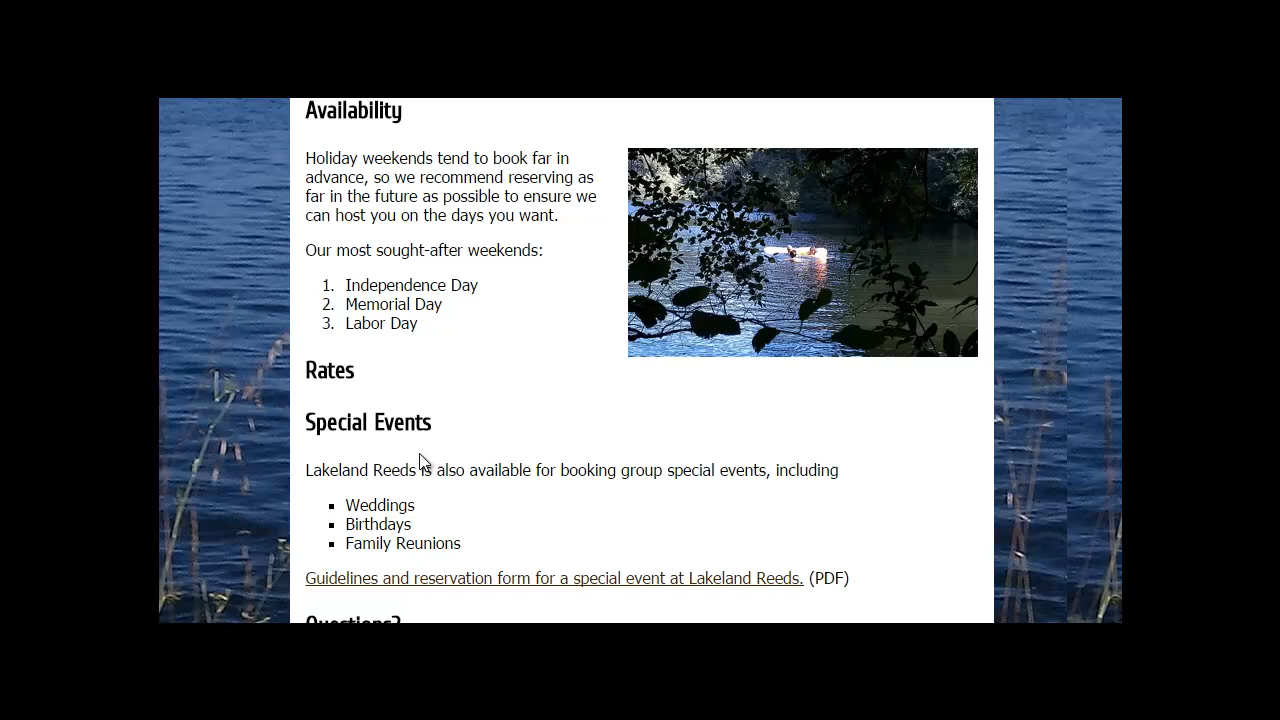 Availability
Holiday weekends tend to book far in
advance, so we recommend reserving as
far in the future as possible to ensure we
can host you on the days you want.
Our most sought-after weekends:
1. Independence Day
2. Memorial Day
3. Labor Day
Rates
Special Events
Lakeland Reeds is also available for booking group special events, including
▪ Weddings
▪ Birthdays
▪ Family Reunions
Guidelines and reservation form for a special event at Lakeland Reeds. (PDF)
Questions?